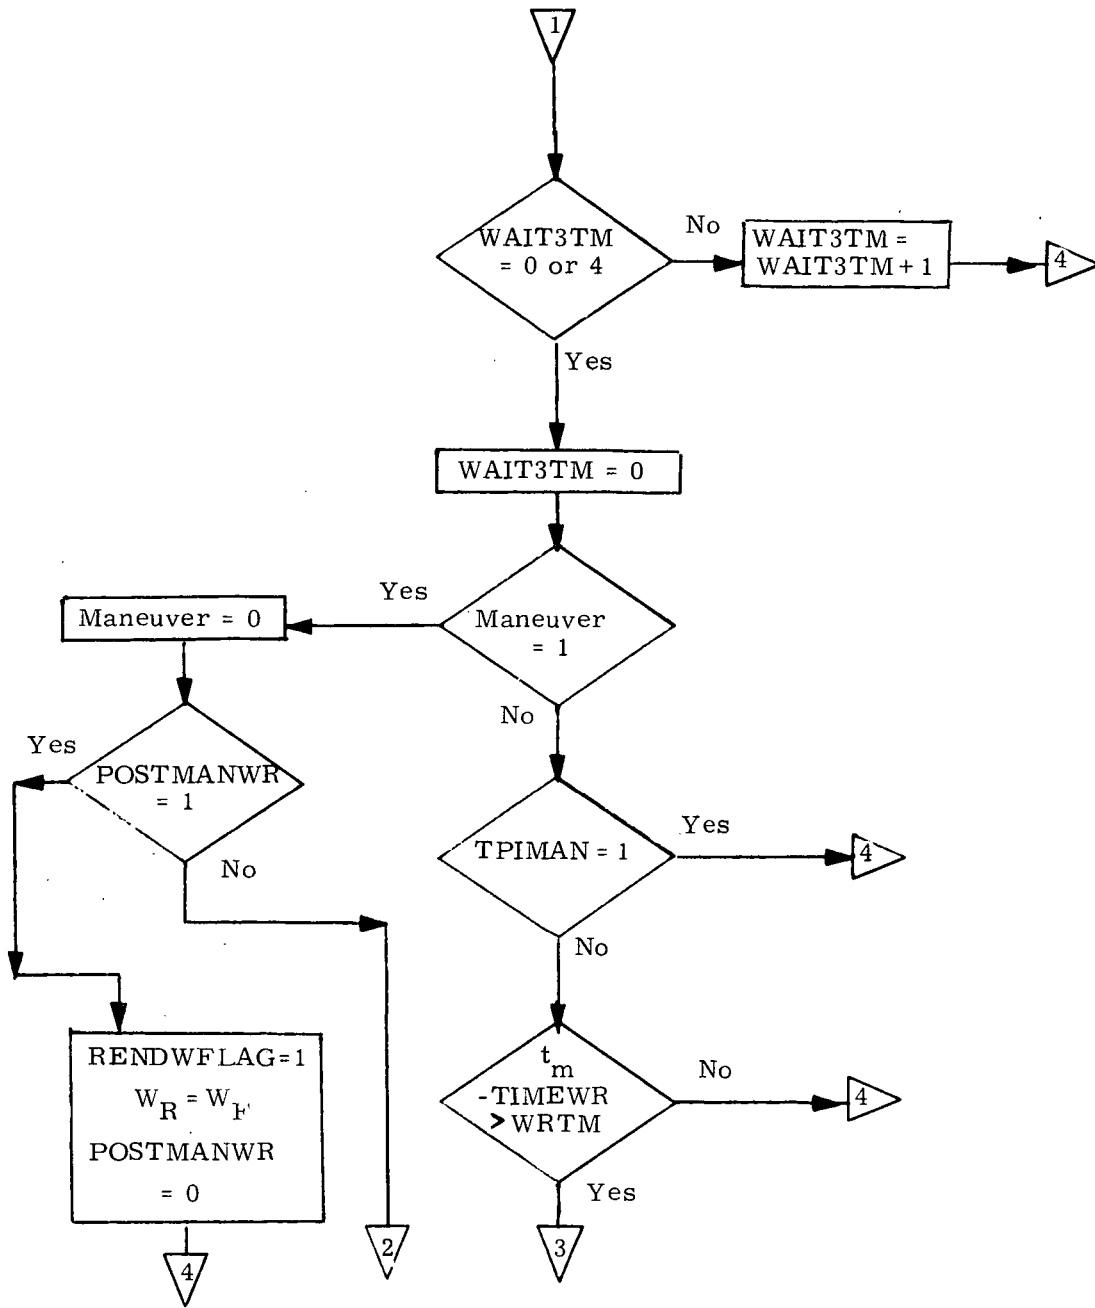 1
WAIT3TM
= 0 or 4
No
WAIT3TM =
WAIT3TM + 1
4
Yes
WAIT3TM = 0
Maneuver
= 1
Yes
Maneuver = 0
No
POSTMANWR
= 1
Yes
No
TPIMAN = 1
Yes
4
No
t_m
-TIMEWR
> WRTM
No
4
Yes
RENDWFLAG=1
W_R = W_F
POSTMANWR
= 0
4
2
3